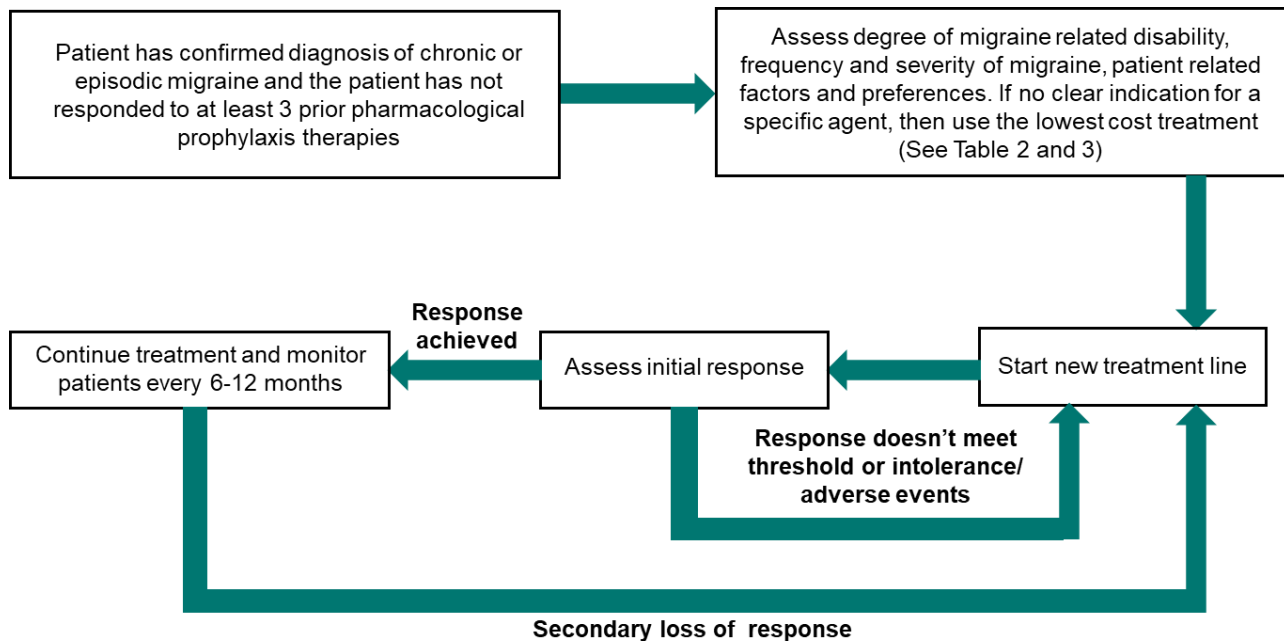 Patient has confirmed diagnosis of chronic or
episodic migraine and the patient has not
responded to at least 3 prior pharmacological
prophylaxis therapies
Assess degree of migraine related disability,
frequency and severity of migraine, patient related
factors and preferences. If no clear indication for a
specific agent, then use the lowest cost treatment
(See Table 2 and 3)
Start new treatment line
Assess initial response
Response
achieved
Continue treatment and monitor
patients every 6-12 months
Response doesn’t meet
threshold or intolerance/
adverse events
Secondary loss of response